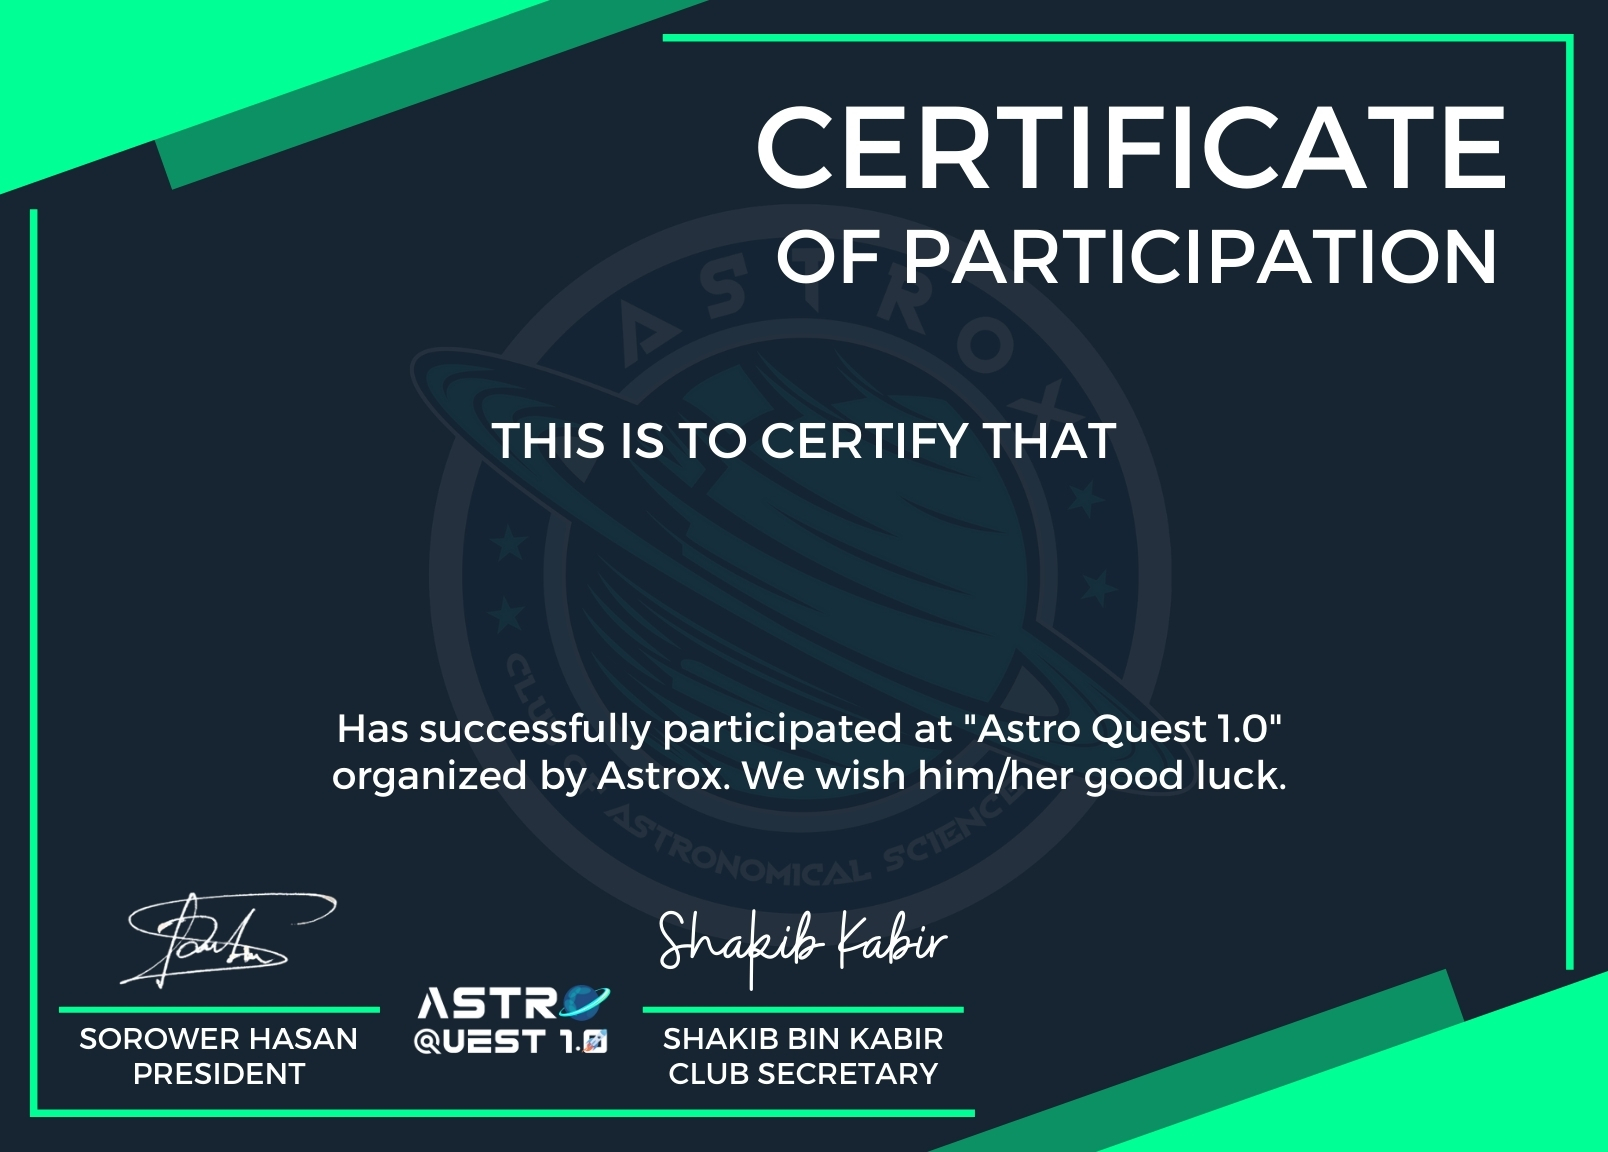 CERTIFICATE
OF PARTICIPATION
ASTROX
THIS IS TO CERTIFY THAT
Has successfully participated at "Astro Quest 1.0"
organized by Astrox. We wish him/her good luck.
CLUB OF ASTRONOMICAL SCIENCE
Shakib Kabir
SOROWER HASAN
PRESIDENT
ASTRO
QUEST 1.0
SHAKIB BIN KABIR
CLUB SECRETARY